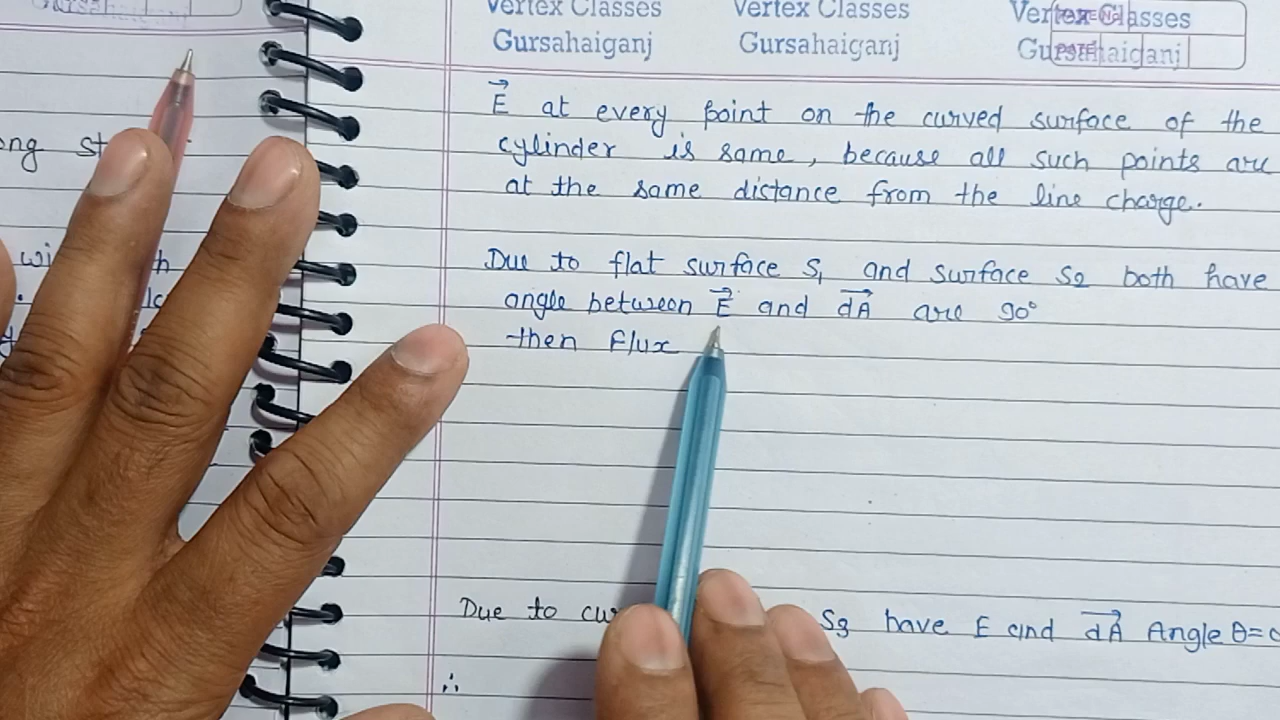 Vertex Classes Vertex Classes Vertex Classes
Gursahaiganj Gursahaiganj Gursahaiganj
E⃗ at every point on the curved surface of the
cylinder is same, because all such points are
at the same distance from the line charge.
Due to flat surface S₁ and surface S₂ both have
angle between E⃗ and dA⃗ are 90°
then Flux
Due to S₃ have E and dA⃗ Angle θ=
∴